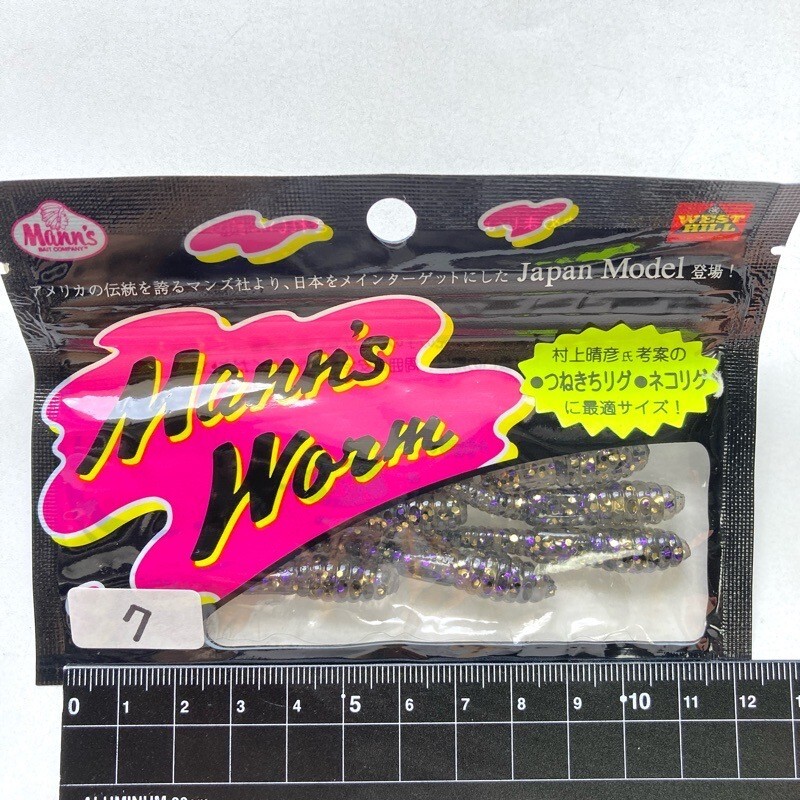 Mann's
BAIT COMPANY
WEST
HILL
アメリカの伝統を誇るマンズ社より、日本をメインターゲットにした Japan Model 登場！
Mann's
Worm
村上晴彦氏考案の
●つねきちリグ●ネコリグ
に最適サイズ！
7
0 1 2 3 4 5 6 7 8 9 10 11 12